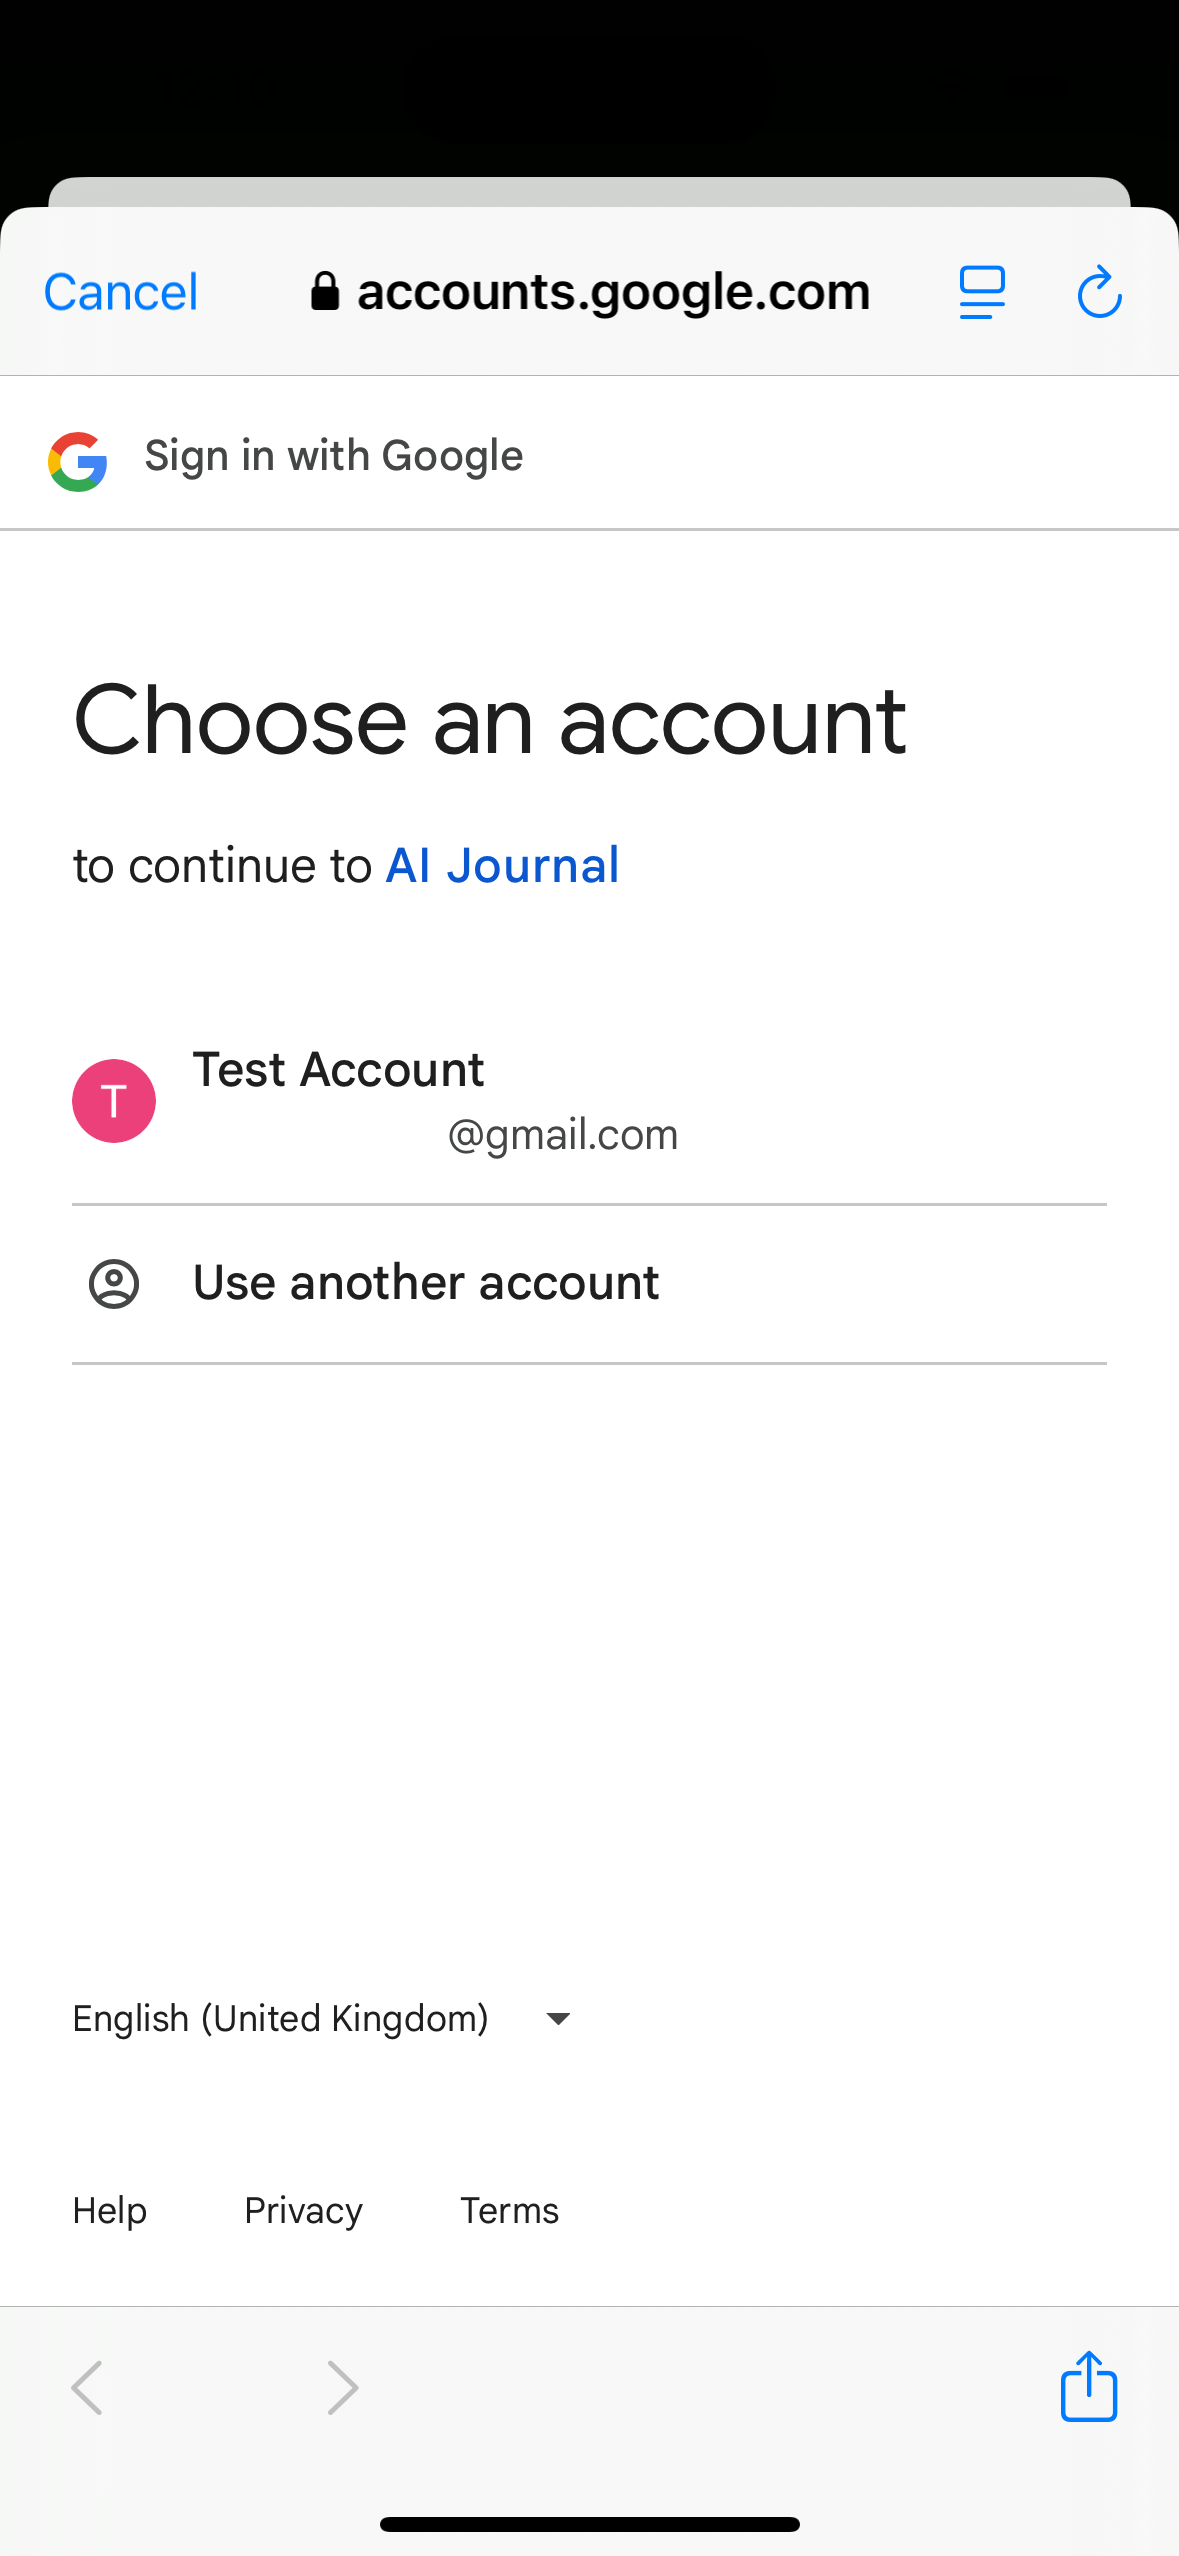 Cancel accounts.google.com
Sign in with Google
Choose an account
to continue to AI Journal
T Test Account
@gmail.com
Use another account
English (United Kingdom)
Help Privacy Terms